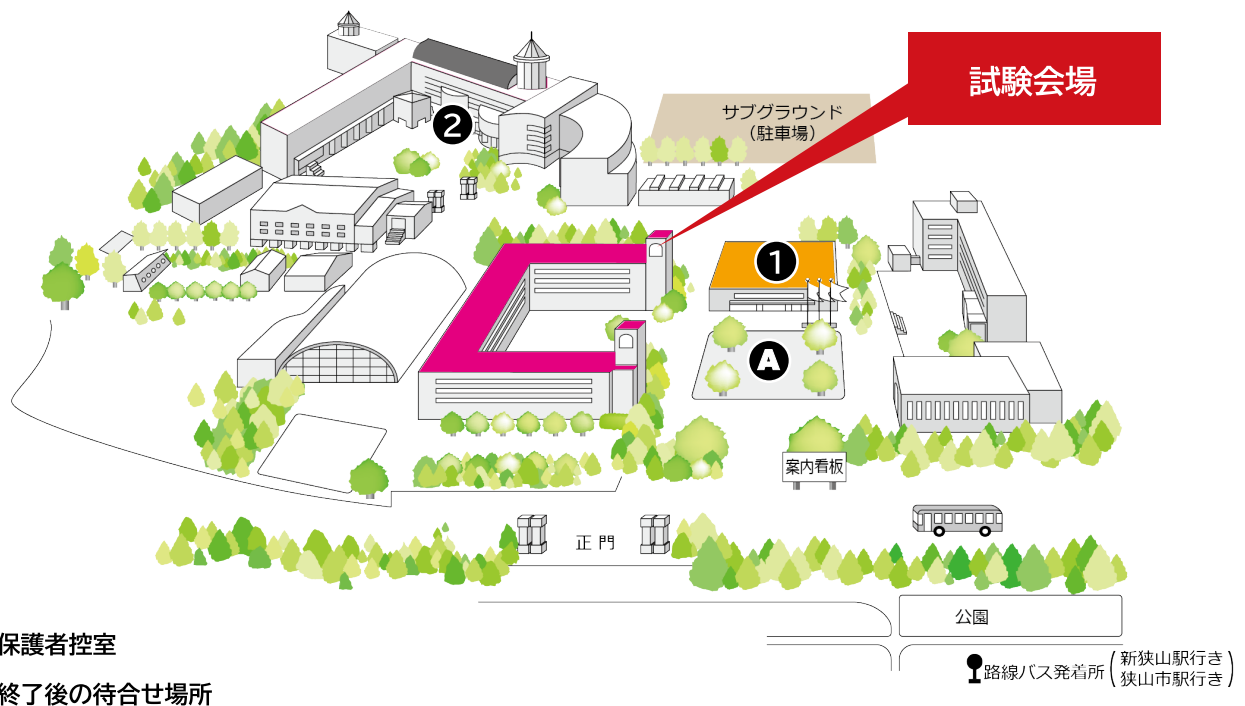 試験会場
サブグラウンド
（駐車場）
2
1
A
案内看板
正門
公園
保護者控室
路線バス発着所（新狭山駅行き
狭山市駅行き）
終了後の待合せ場所